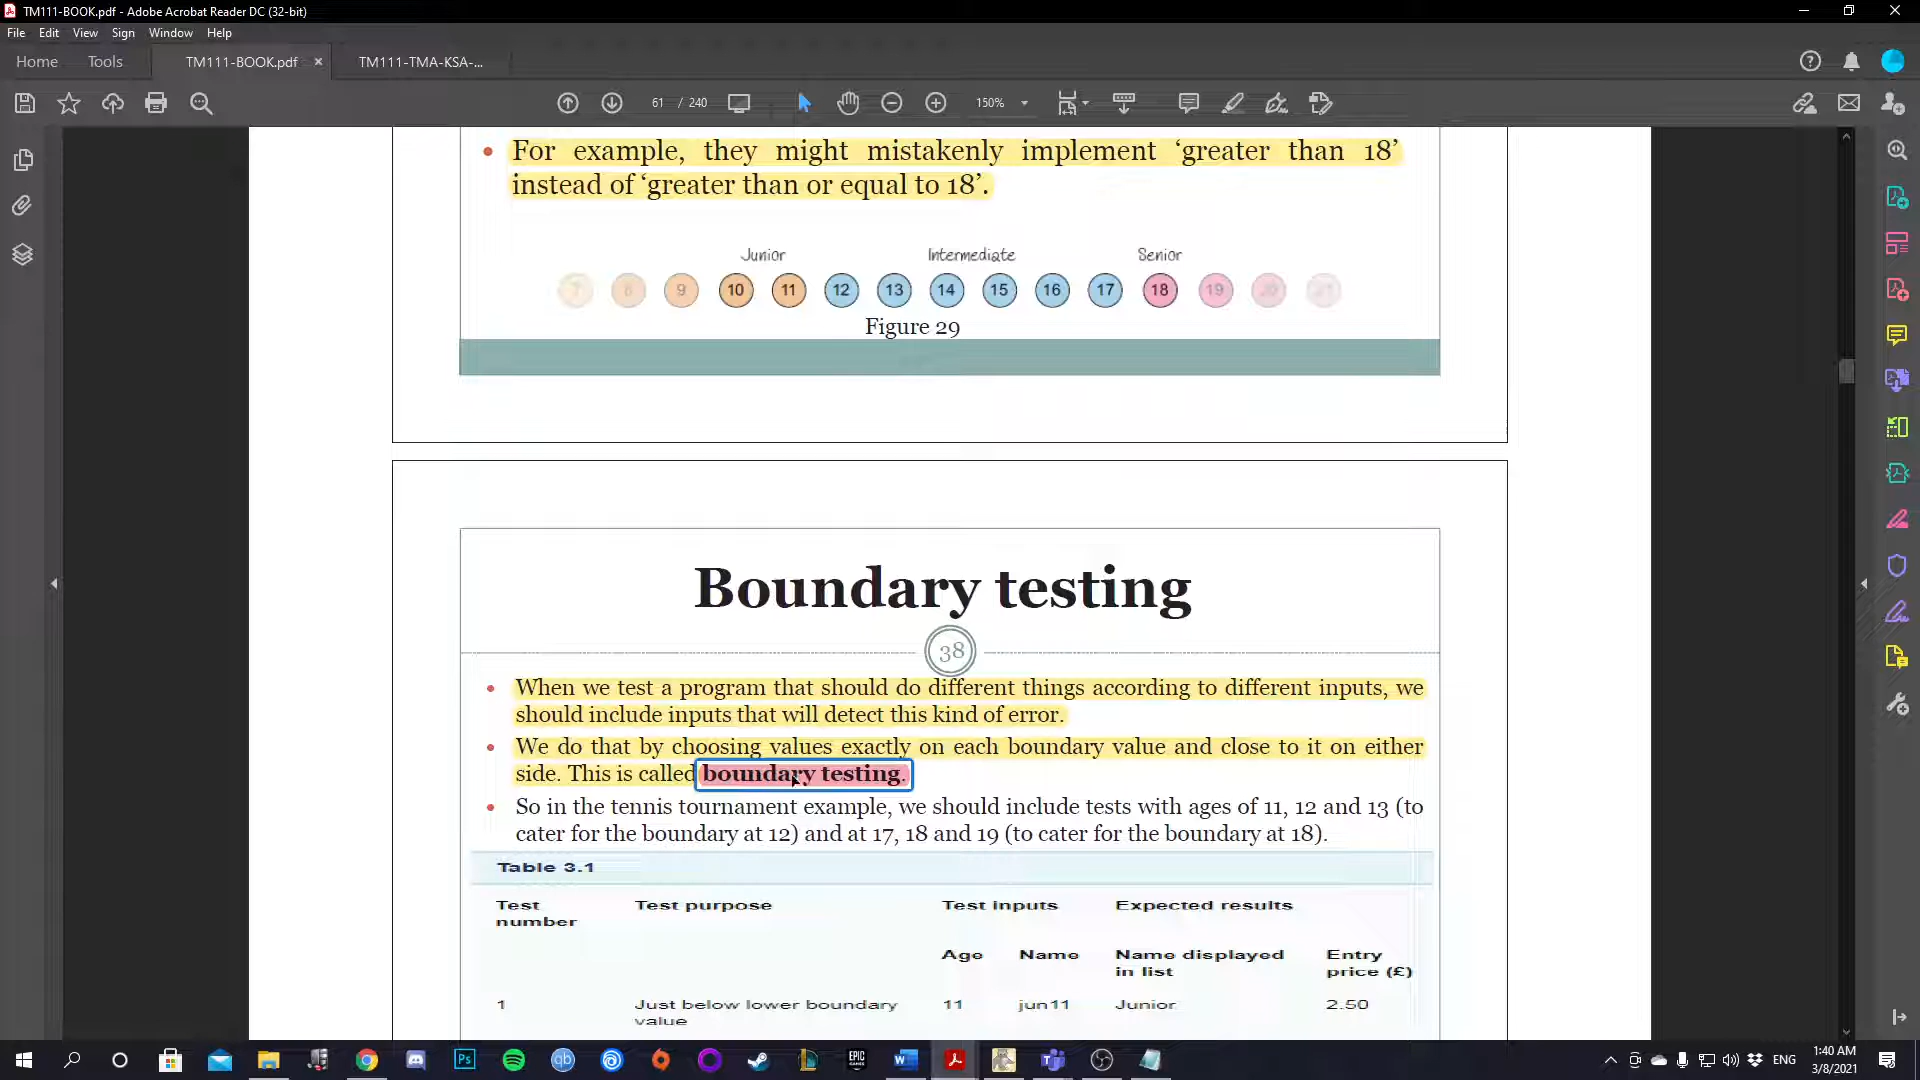 TM111-BOOK.pdf - Adobe Acrobat Reader DC (32-bit)
File Edit View Sign Window Help
Home Tools TM111-BOOK.pdf × TM111-TMA-KSA-...
61 / 240 150%
• For example, they might mistakenly implement ‘greater than 18’
instead of ‘greater than or equal to 18’.
Junior Intermediate Senior
7 8 9 10 11 12 13 14 15 16 17 18 19 20 21
Figure 29
Boundary testing
38
• When we test a program that should do different things according to different inputs, we
should include inputs that will detect this kind of error.
• We do that by choosing values exactly on each boundary value and close to it on either
side. This is called boundary testing.
• So in the tennis tournament example, we should include tests with ages of 11, 12 and 13 (to
cater for the boundary at 12) and at 17, 18 and 19 (to cater for the boundary at 18).
Table 3.1
Test number Test purpose Test inputs Expected results
Age Name Name displayed in list Entry price (£)
1 Just below lower boundary value 11 jun11 Junior 2.50
ENG
1:40 AM
3/8/2021